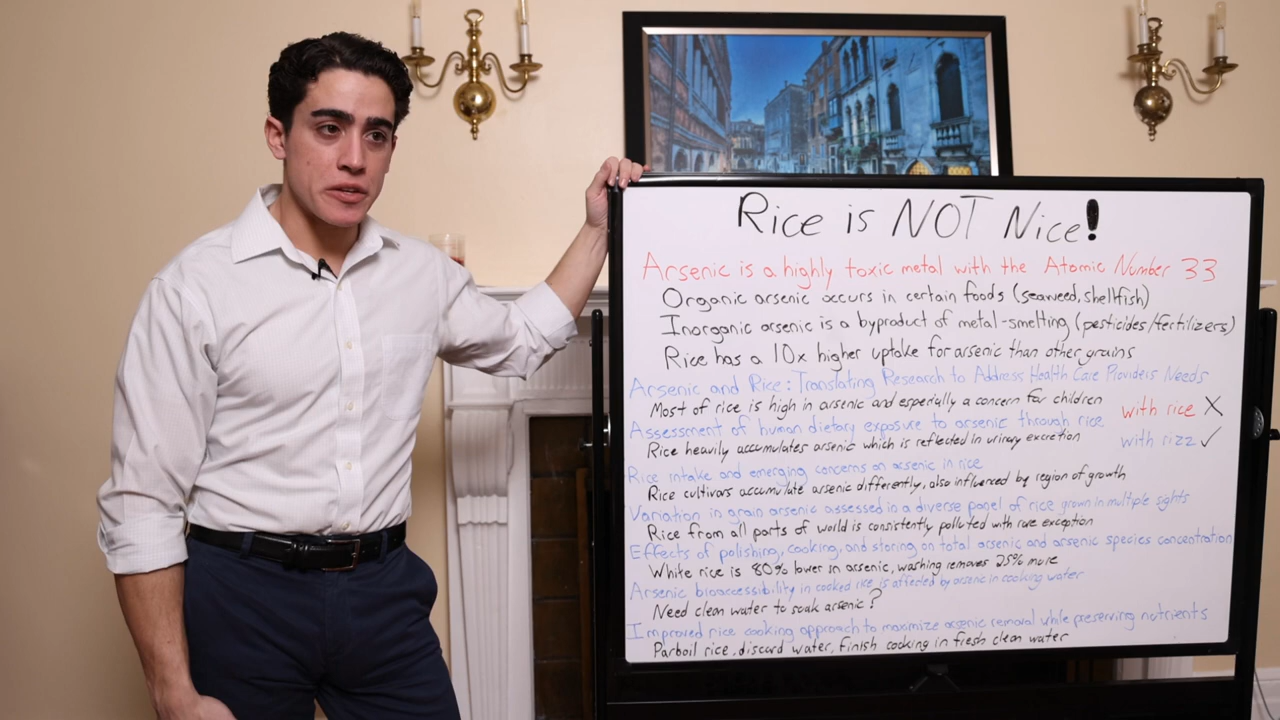 Rice is NOT Nice!
Arsenic is a highly toxic metal with the Atomic Number 33
Organic arsenic occurs in certain foods (seaweed, shellfish)
Inorganic arsenic is a byproduct of metal-smelting (pesticides/fertilizers)
Rice has a 10x higher uptake for arsenic than other grains
Arsenic and Rice: Translating Research to Address Health Care Providers Needs
Most of rice is high in arsenic and especially a concern for children
with rice X
Assessment of human dietary exposure to arsenic through rice
Rice heavily accumulates arsenic which is reflected in urinary excretion
with rizz ✓
Rice intake and emerging concerns on arsenic in rice
Rice cultivars accumulate arsenic differently, also influenced by region of growth
Variation in grain arsenic assessed in a diverse panel of rice grown in multiple sights
Rice from all parts of world is consistently polluted with rare exception
Effects of polishing, cooking, and storing on total arsenic and arsenic species concentration
White rice is 80% lower in arsenic, washing removes 25% more
Arsenic bioaccessibility in cooked rice is affected by arsenic in cooking water
Need clean water to soak arsenic?
Improved rice cooking approach to maximize arsenic removal while preserving nutrients
Parboil rice, discard water, finish cooking in fresh clean water